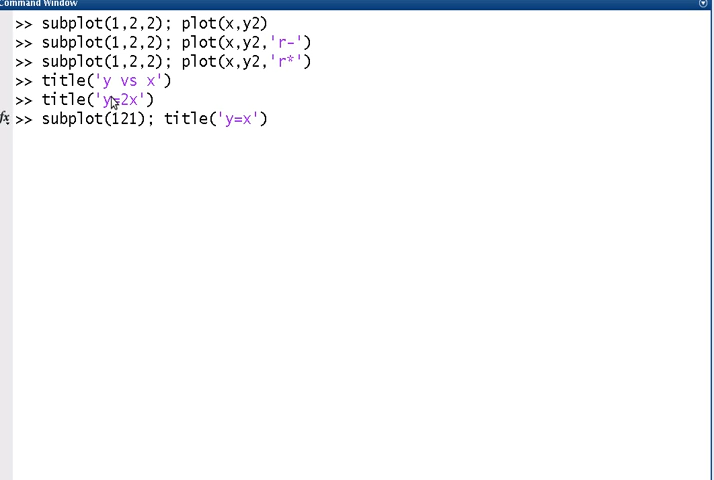 Command Window
>> subplot(1,2,2); plot(x,y2)
>> subplot(1,2,2); plot(x,y2,'r-')
>> subplot(1,2,2); plot(x,y2,'r*')
>> title('y vs x')
>> title('y=2x')
fx >> subplot(121); title('y=x')